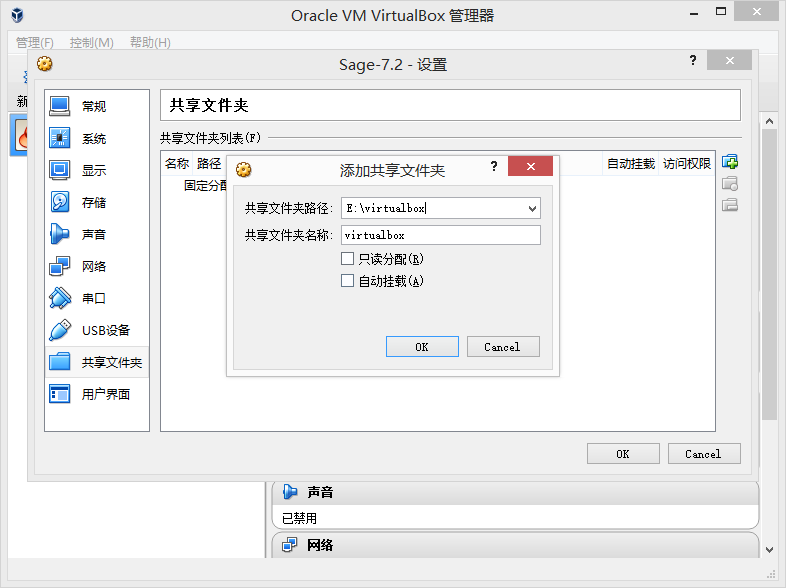 Oracle VM VirtualBox 管理器
管理(F) 控制(M) 帮助(H)
Sage-7.2 - 设置
?
新
常规
系统
显示
存储
声音
网络
串口
USB设备
共享文件夹
用户界面
共享文件夹
共享文件夹列表(F)
名称 路径 自动挂载 访问权限
固定分配
添加共享文件夹
?
共享文件夹路径: E:\virtualbox
共享文件夹名称: virtualbox
只读分配(R)
自动挂载(A)
OK Cancel
OK Cancel
声音
已禁用
网络